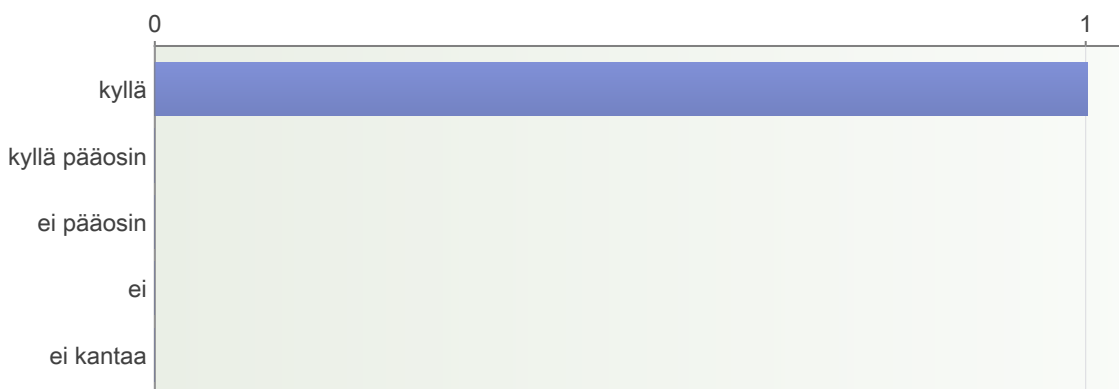 0 1
kyllä
kyllä pääosin
ei pääosin
ei
ei kantaa